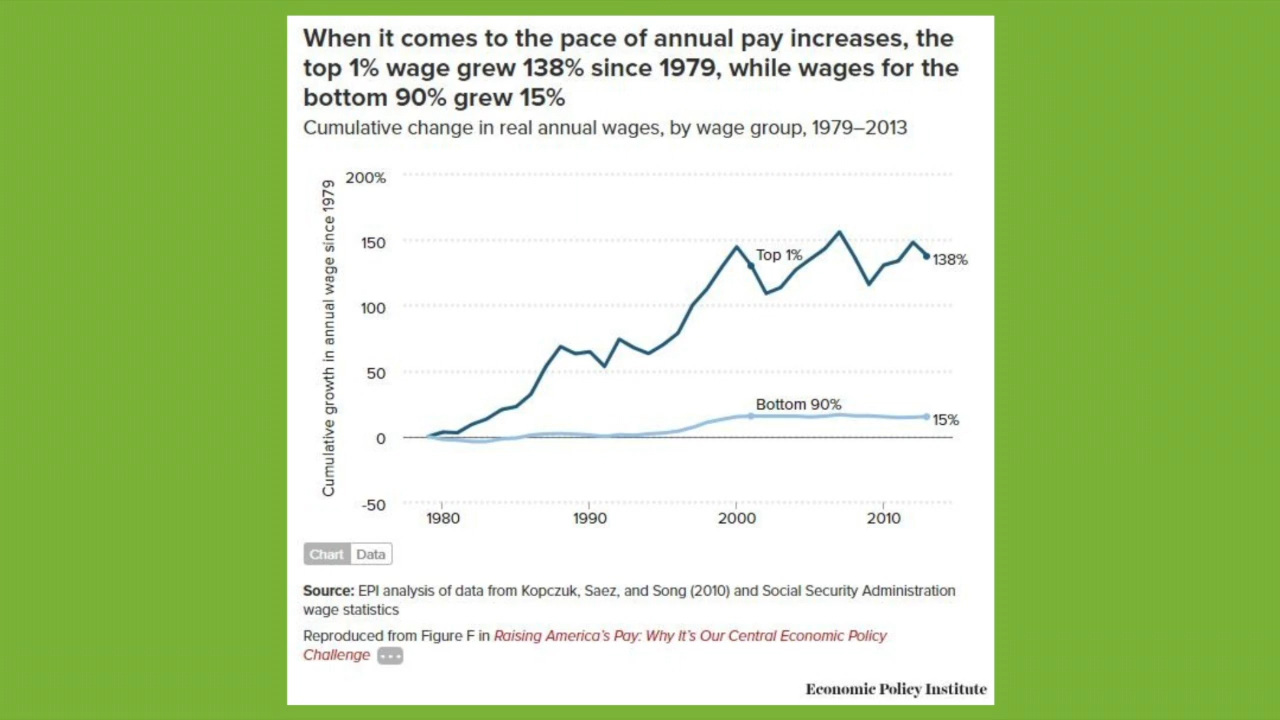 When it comes to the pace of annual pay increases, the
top 1% wage grew 138% since 1979, while wages for the
bottom 90% grew 15%
Cumulative change in real annual wages, by wage group, 1979–2013
Cumulative growth in annual wage since 1979
200%
150
100
50
0
-50
Top 1%
138%
Bottom 90%
15%
1980
1990
2000
2010
Chart Data
Source: EPI analysis of data from Kopczuk, Saez, and Song (2010) and Social Security Administration
wage statistics
Reproduced from Figure F in Raising America's Pay: Why It's Our Central Economic Policy
Challenge
Economic Policy Institute